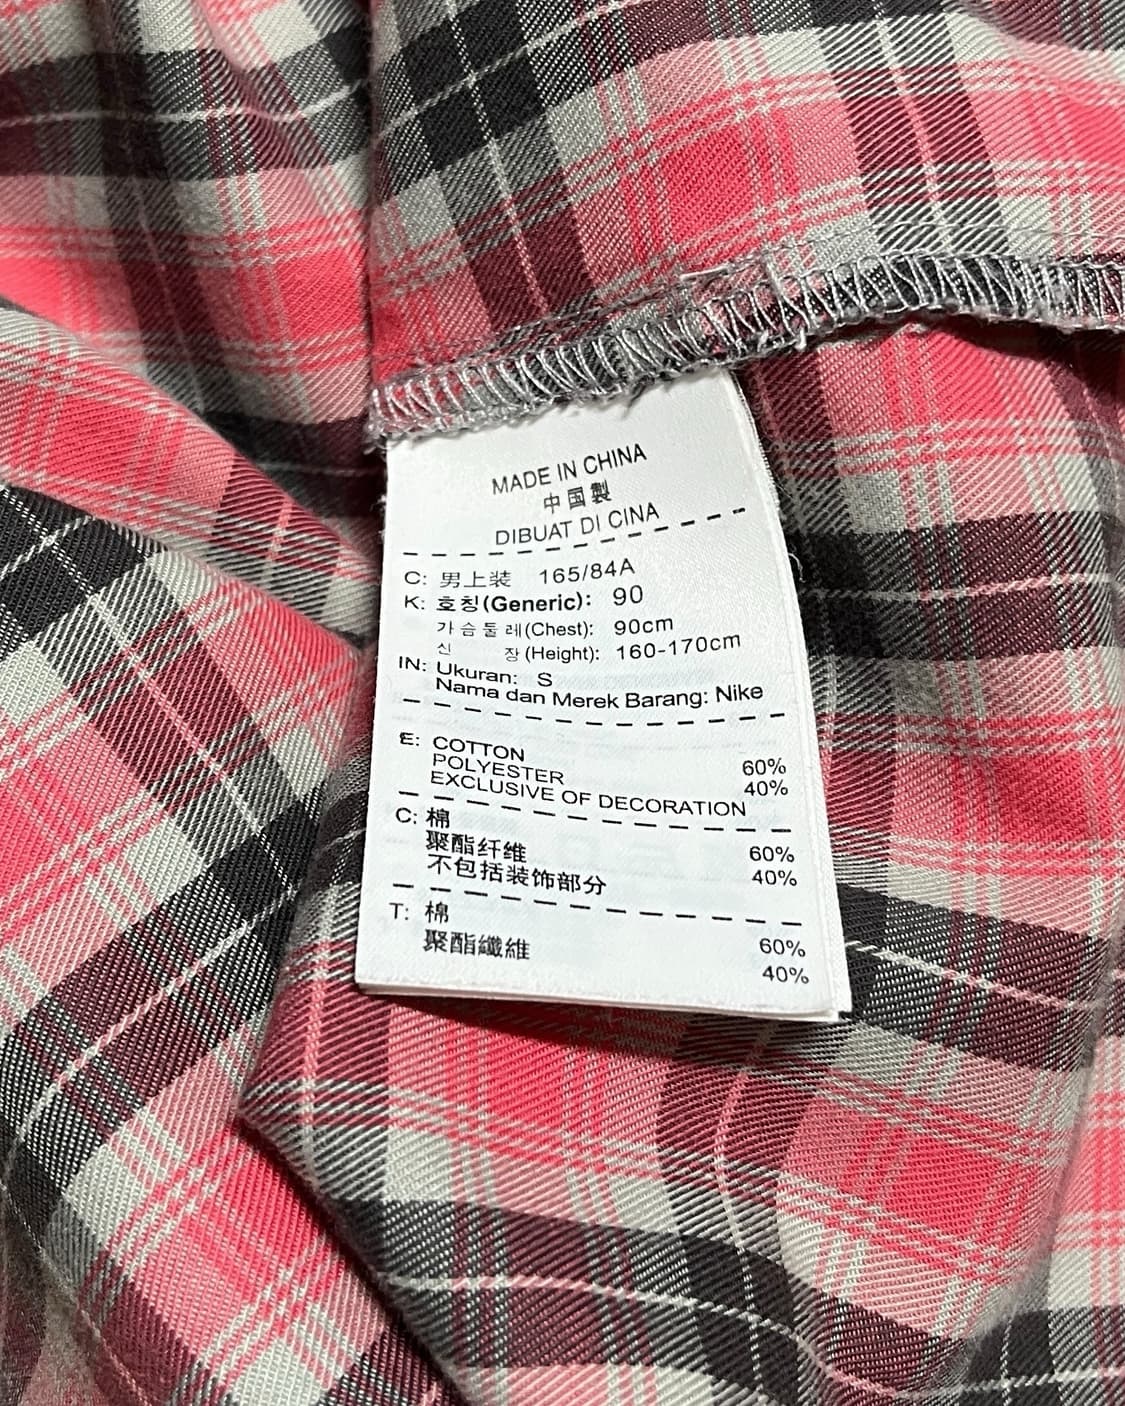 MADE IN CHINA
中国製
DIBUAT DI CINA
C: 男上装 165/84A
K: 호칭(Generic): 90
가슴둘레(Chest): 90cm
신 장(Height): 160-170cm
IN: Ukuran: S
Nama dan Merek Barang: Nike
E: COTTON 60%
POLYESTER 40%
EXCLUSIVE OF DECORATION
C: 棉 60%
聚酯纤维 40%
不包括装饰部分
T: 棉 60%
聚酯纖維 40%